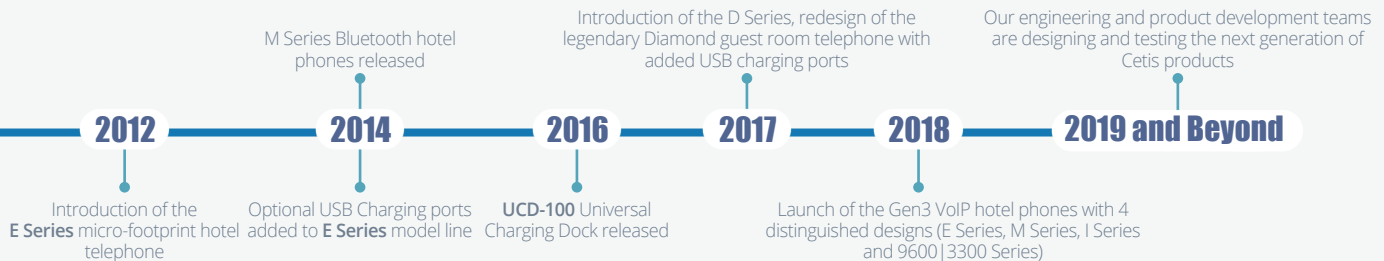 M Series Bluetooth hotel
phones released
Introduction of the D Series, redesign of the
legendary Diamond guest room telephone with
added USB charging ports
Our engineering and product development teams
are designing and testing the next generation of
Cetis products
2012
2014
2016
2017
2018
2019 and Beyond
Introduction of the
E Series micro-footprint hotel
telephone
Optional USB Charging ports
added to E Series model line
UCD-100 Universal
Charging Dock released
Launch of the Gen3 VoIP hotel phones with 4
distinguished designs (E Series, M Series, I Series
and 9600|3300 Series)